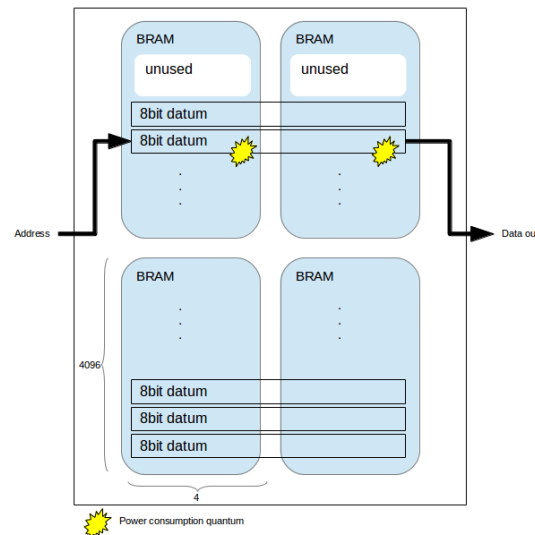 BRAM BRAM
unused unused
8bit datum
8bit datum
. .
. .
. .
Address Data ou
BRAM BRAM
. .
. .
. .
4096
8bit datum
8bit datum
8bit datum
4
Power consumption quantum